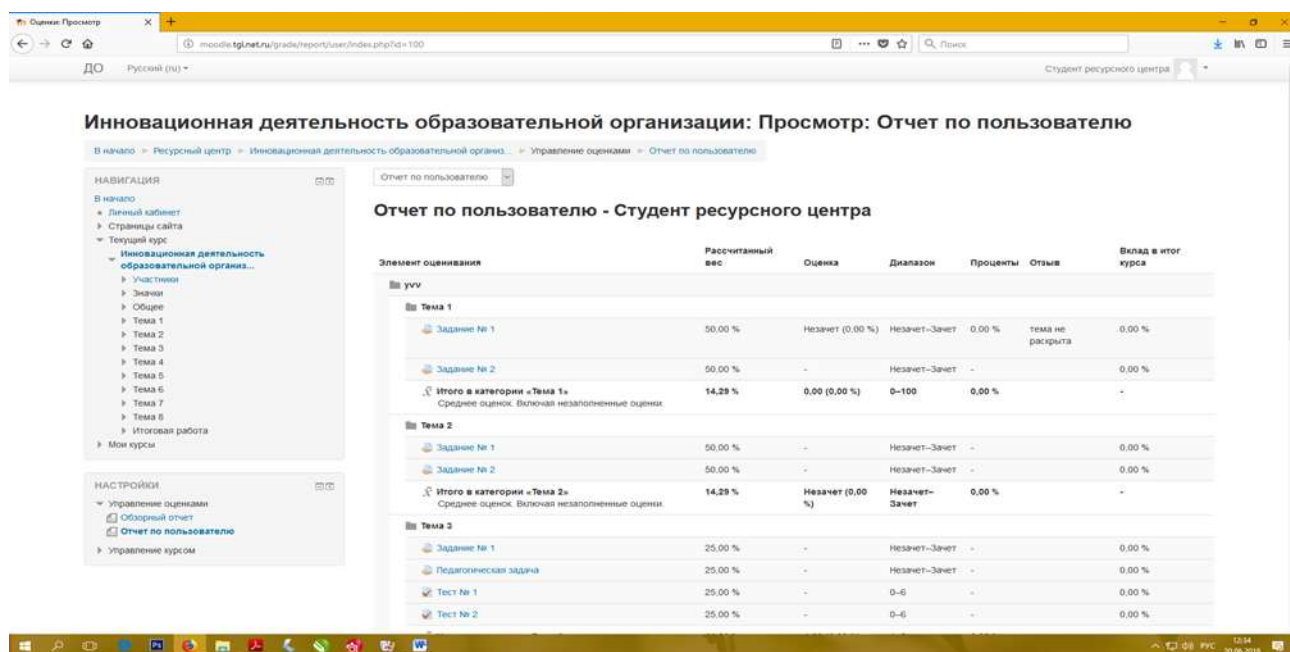 Оценки: Просмотр
moodle.tgl.net.ru/grade/report/user/index.php?id=100
Поиск
ДО Русский (ru)
Студент ресурсного центра
Инновационная деятельность образовательной организации: Просмотр: Отчет по пользователю
В начало Ресурсный центр Инновационная деятельность образовательной организ... Управление оценками Отчет по пользователю
НАВИГАЦИЯ
В начало
Личный кабинет
Страницы сайта
Текущий курс
Инновационная деятельность
образовательной организ...
Участники
Значки
Общее
Тема 1
Тема 2
Тема 3
Тема 4
Тема 5
Тема 6
Тема 7
Тема 8
Итоговая работа
Мои курсы
НАСТРОЙКИ
Управление оценками
Обзорный отчет
Отчет по пользователю
Управление курсом
Отчет по пользователю
Отчет по пользователю - Студент ресурсного центра
Элемент оценивания Рассчитанный вес Оценка Диапазон Проценты Отзыв Вклад в итог курса
yvv
Тема 1
Задание № 1 50,00 % Незачет (0,00 %) Незачет–Зачет 0,00 % тема не раскрыта 0,00 %
Задание № 2 50,00 % - Незачет–Зачет - 0,00 %
Итого в категории «Тема 1» 14,29 % 0,00 (0,00 %) 0–100 0,00 % -
Среднее оценок. Включая незаполненные оценки.
Тема 2
Задание № 1 50,00 % - Незачет–Зачет - 0,00 %
Задание № 2 50,00 % - Незачет–Зачет - 0,00 %
Итого в категории «Тема 2» 14,29 % Незачет (0,00 %) Незачет–Зачет 0,00 % -
Среднее оценок. Включая незаполненные оценки.
Тема 3
Задание № 1 25,00 % - Незачет–Зачет - 0,00 %
Педагогическая задача 25,00 % - Незачет–Зачет - 0,00 %
Тест № 1 25,00 % - 0–6 - 0,00 %
Тест № 2 25,00 % - 0–6 - 0,00 %
РУС
12:34
20.06.2018